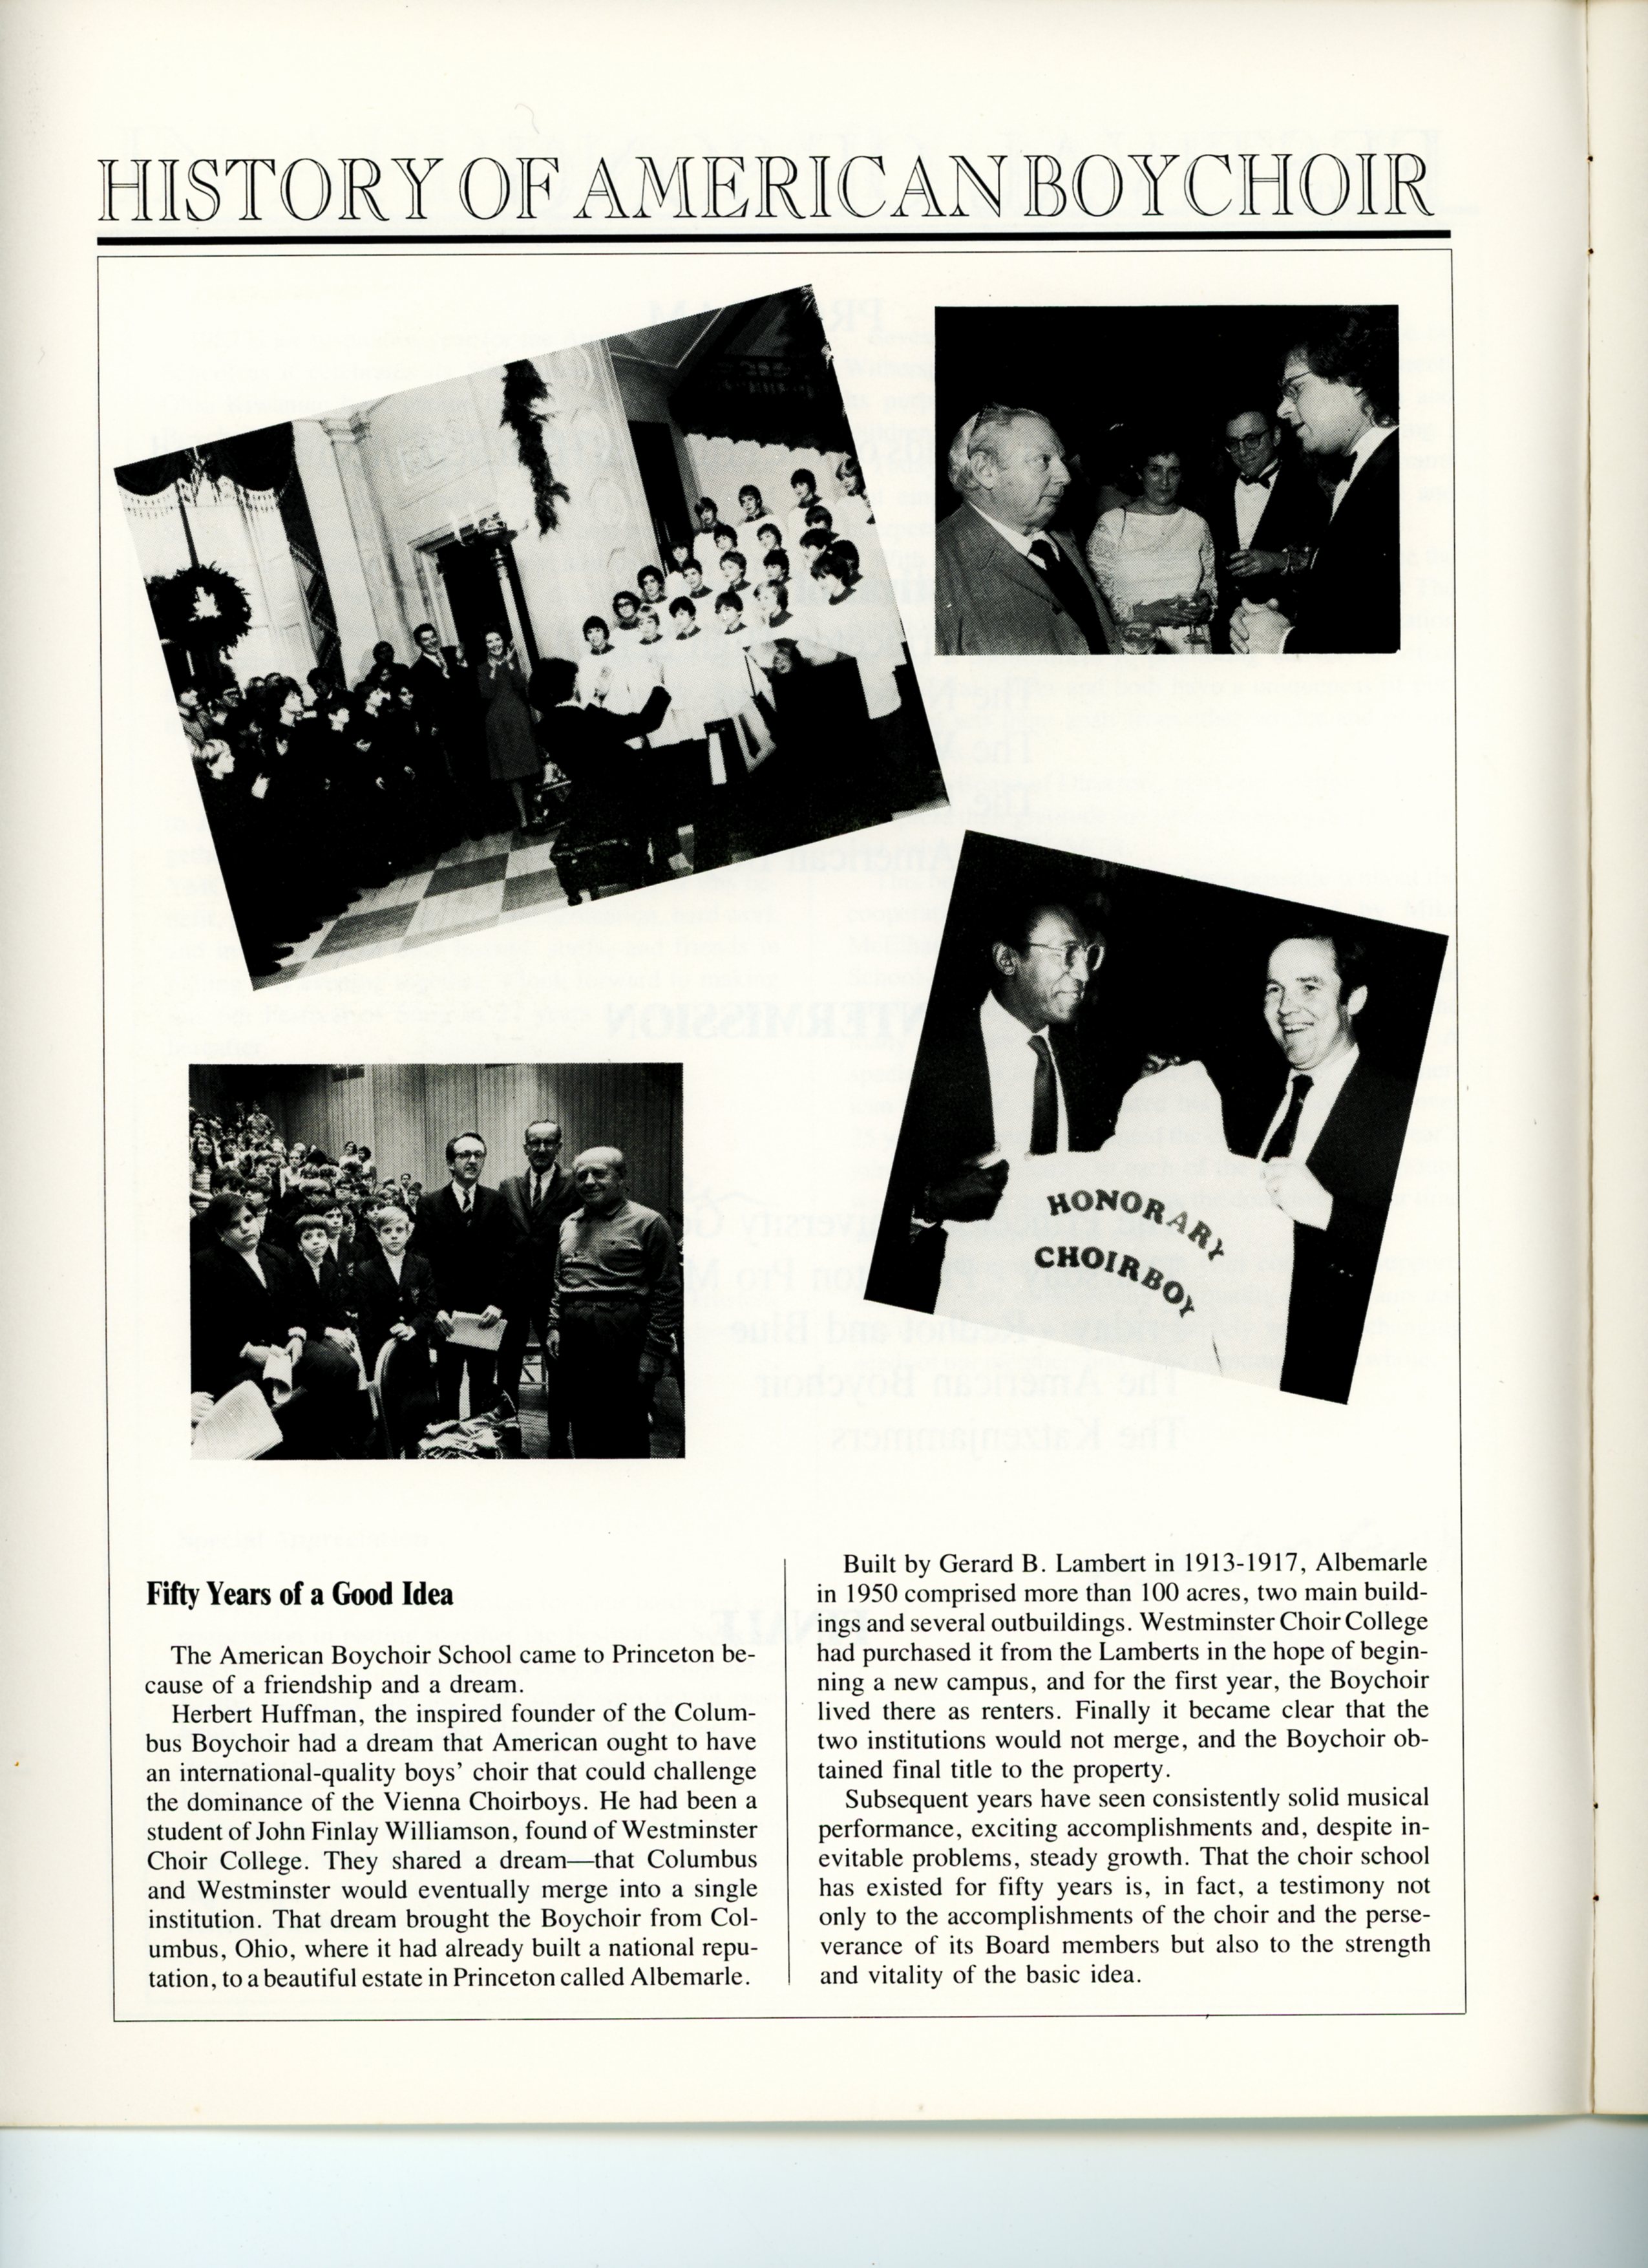 HISTORY OF AMERICAN BOYCHOIR
HONORARY
CHOIRBOY
Fifty Years of a Good Idea
The American Boychoir School came to Princeton be-
cause of a friendship and a dream.
Herbert Huffman, the inspired founder of the Colum-
bus Boychoir had a dream that American ought to have
an international-quality boys' choir that could challenge
the dominance of the Vienna Choirboys. He had been a
student of John Finlay Williamson, found of Westminster
Choir College. They shared a dream—that Columbus
and Westminster would eventually merge into a single
institution. That dream brought the Boychoir from Col-
umbus, Ohio, where it had already built a national repu-
tation, to a beautiful estate in Princeton called Albemarle.
Built by Gerard B. Lambert in 1913-1917, Albemarle
in 1950 comprised more than 100 acres, two main build-
ings and several outbuildings. Westminster Choir College
had purchased it from the Lamberts in the hope of begin-
ning a new campus, and for the first year, the Boychoir
lived there as renters. Finally it became clear that the
two institutions would not merge, and the Boychoir ob-
tained final title to the property.
Subsequent years have seen consistently solid musical
performance, exciting accomplishments and, despite in-
evitable problems, steady growth. That the choir school
has existed for fifty years is, in fact, a testimony not
only to the accomplishments of the choir and the perse-
verance of its Board members but also to the strength
and vitality of the basic idea.